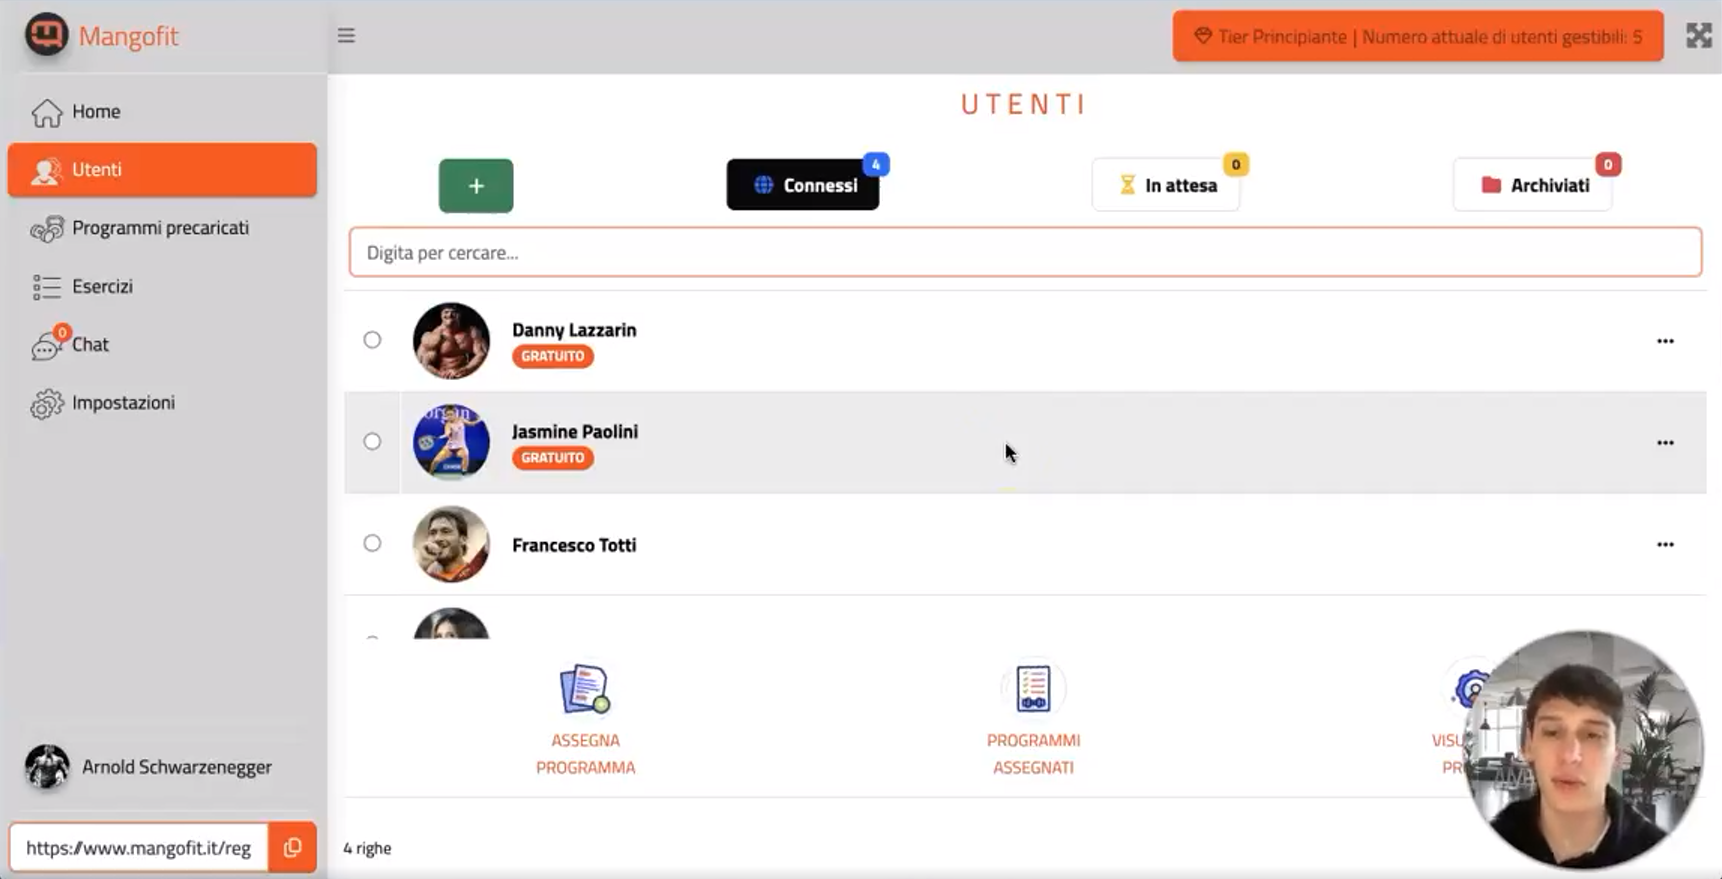 Mangofit
Tier Principiante | Numero attuale di utenti gestibili: 5
Home
Utenti
Programmi precaricati
Esercizi
0
Chat
Impostazioni
Arnold Schwarzenegger
https://www.mangofit.it/reg
UTENTI
+
Connessi
4
In attesa
0
Archiviati
0
Digita per cercare...
Danny Lazzarin
GRATUITO
Jasmine Paolini
GRATUITO
Francesco Totti
ASSEGNA
PROGRAMMA
PROGRAMMI
ASSEGNATI
4 righe